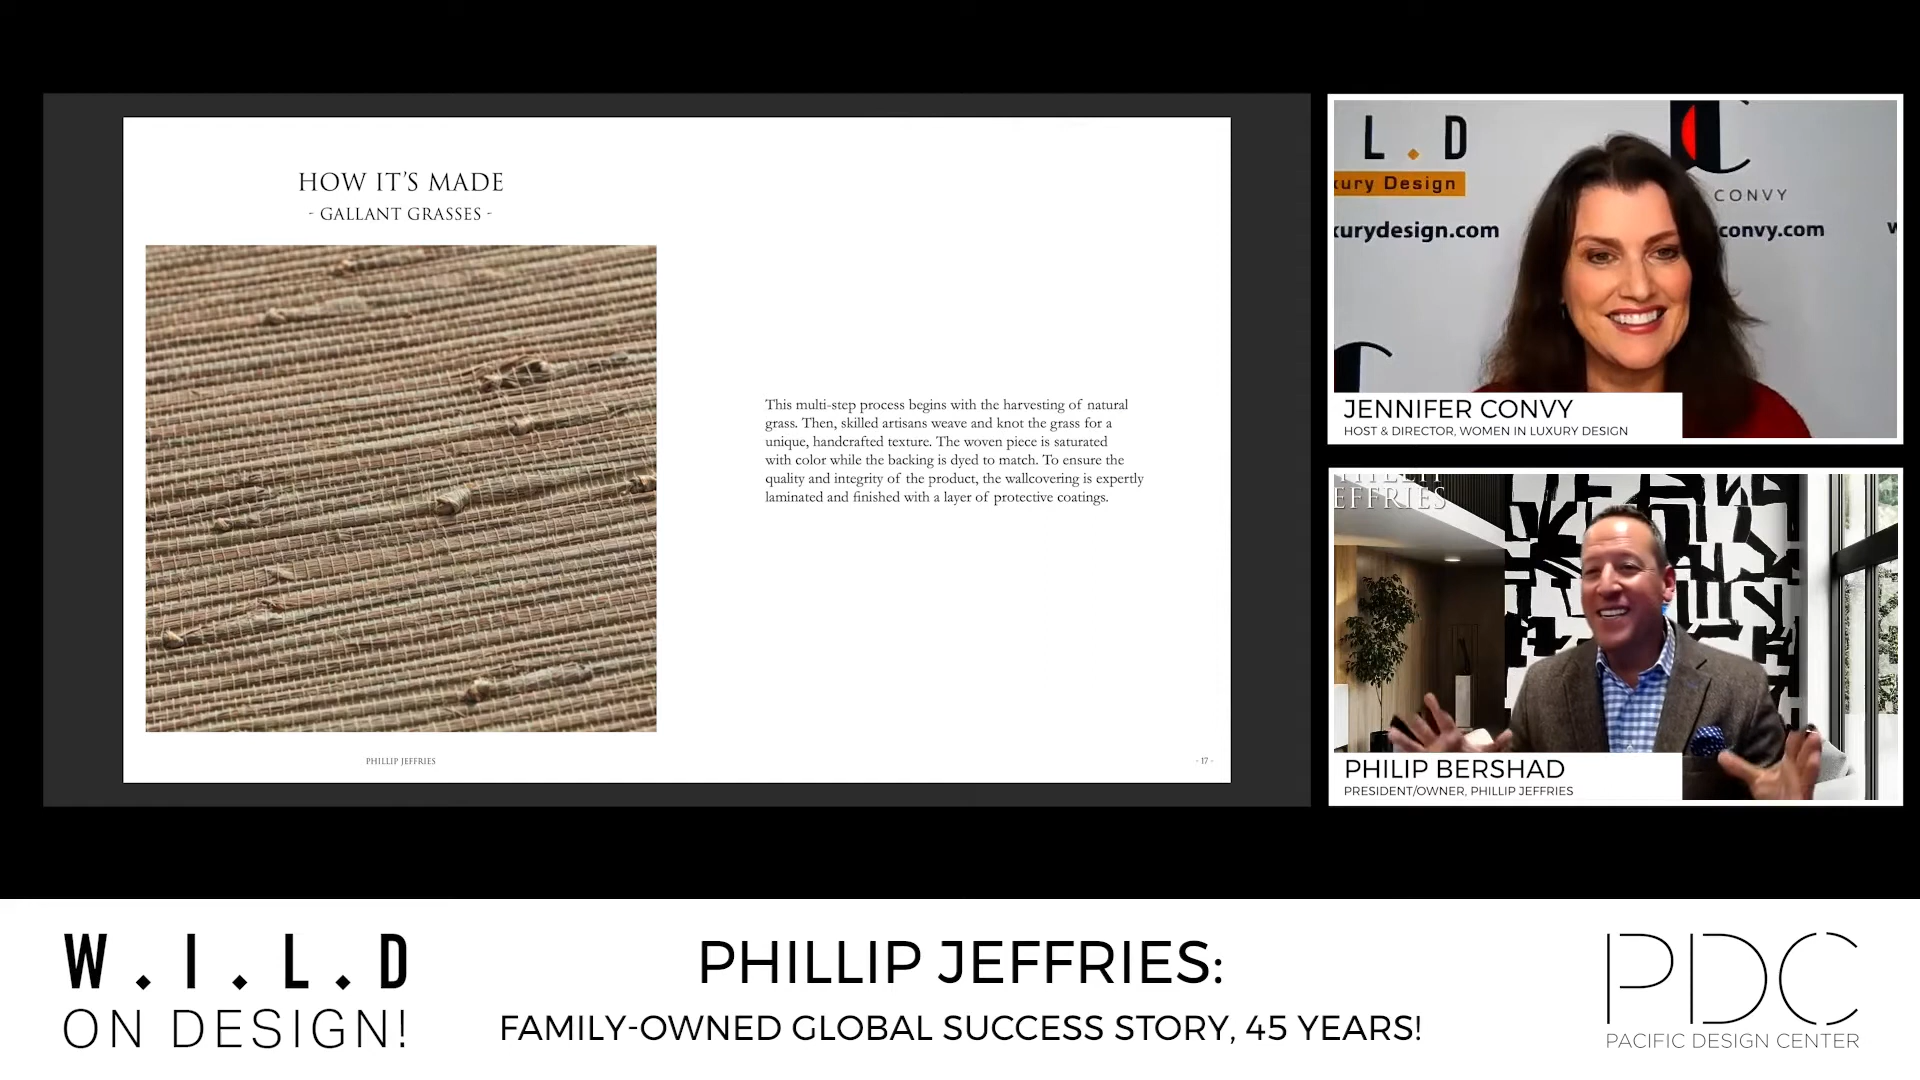 HOW IT'S MADE
- GALLANT GRASSES -
This multi-step process begins with the harvesting of natural
grass. Then, skilled artisans weave and knot the grass for a
unique, handcrafted texture. The woven piece is saturated
with color while the backing is dyed to match. To ensure the
quality and integrity of the product, the wallcovering is expertly
laminated and finished with a layer of protective coatings.
PHILLIP JEFFRIES
- 17 -
L . D
xury Design
xurydesign.com
CONVY
convy.com
JENNIFER CONVY
HOST & DIRECTOR, WOMEN IN LUXURY DESIGN
EFFRIES
PHILIP BERSHAD
PRESIDENT/OWNER, PHILLIP JEFFRIES
W.I.L.D
ON DESIGN!
PHILLIP JEFFRIES:
FAMILY-OWNED GLOBAL SUCCESS STORY, 45 YEARS!
PDC
PACIFIC DESIGN CENTER